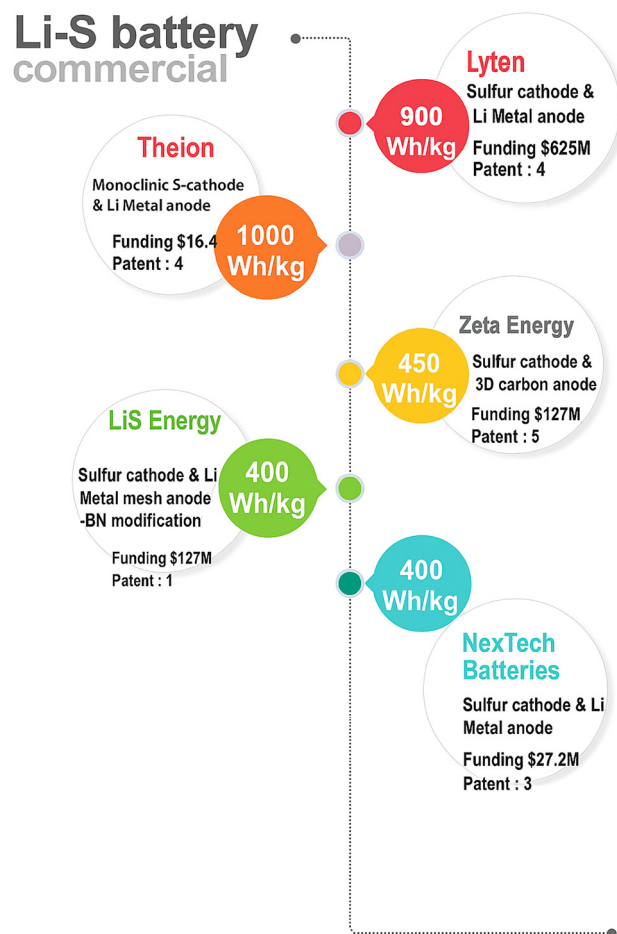 Li-S battery
commercial
Lyten
Sulfur cathode &
Li Metal anode
Funding $625M
Patent : 4
900
Wh/kg
Theion
Monoclinic S-cathode
& Li Metal anode
Funding $16.4
Patent : 4
1000
Wh/kg
Zeta Energy
Sulfur cathode &
3D carbon anode
Funding $127M
Patent : 5
450
Wh/kg
LiS Energy
Sulfur cathode & Li
Metal mesh anode
-BN modification
Funding $127M
Patent : 1
400
Wh/kg
400
Wh/kg
NexTech
Batteries
Sulfur cathode & Li
Metal anode
Funding $27.2M
Patent : 3